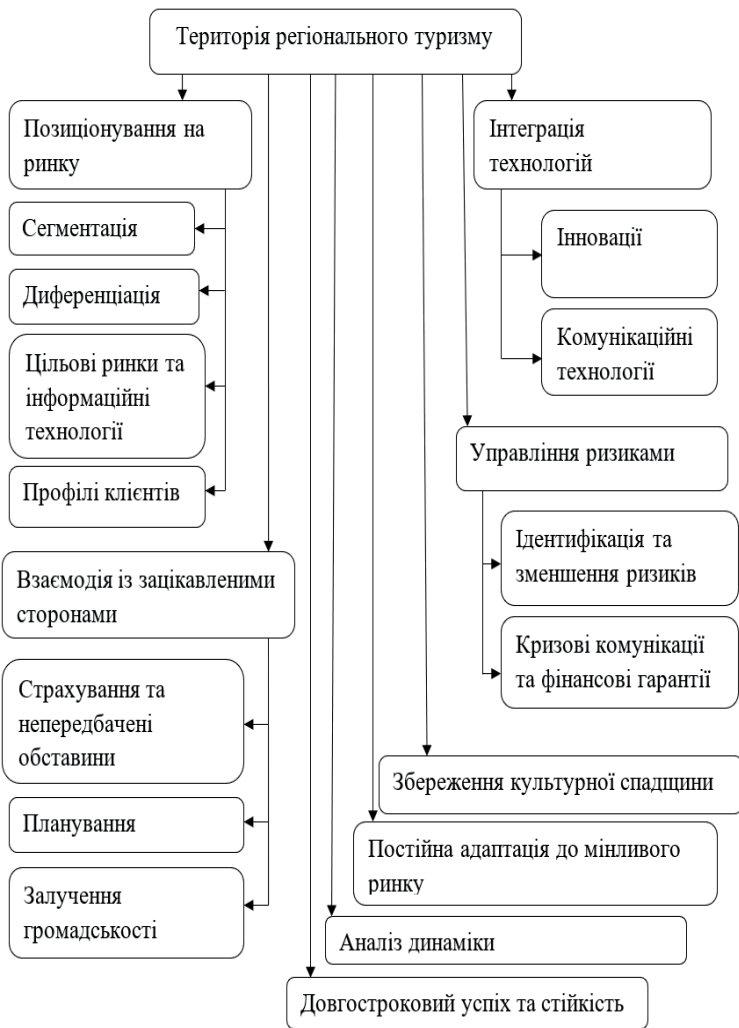 Територія регіонального туризму
Позиціонування на
ринку
Сегментація
Диференціація
Цільові ринки та
інформаційні
технології
Профілі клієнтів
Взаємодія із зацікавленими
сторонами
Страхування та
непередбачені
обставини
Планування
Залучення
громадськості
Інтеграція
технологій
Інновації
Комунікаційні
технології
Управління ризиками
Ідентифікація та
зменшення ризиків
Кризові комунікації
та фінансові гарантії
Збереження культурної спадщини
Постійна адаптація до мінливого
ринку
Аналіз динаміки
Довгостроковий успіх та стійкість